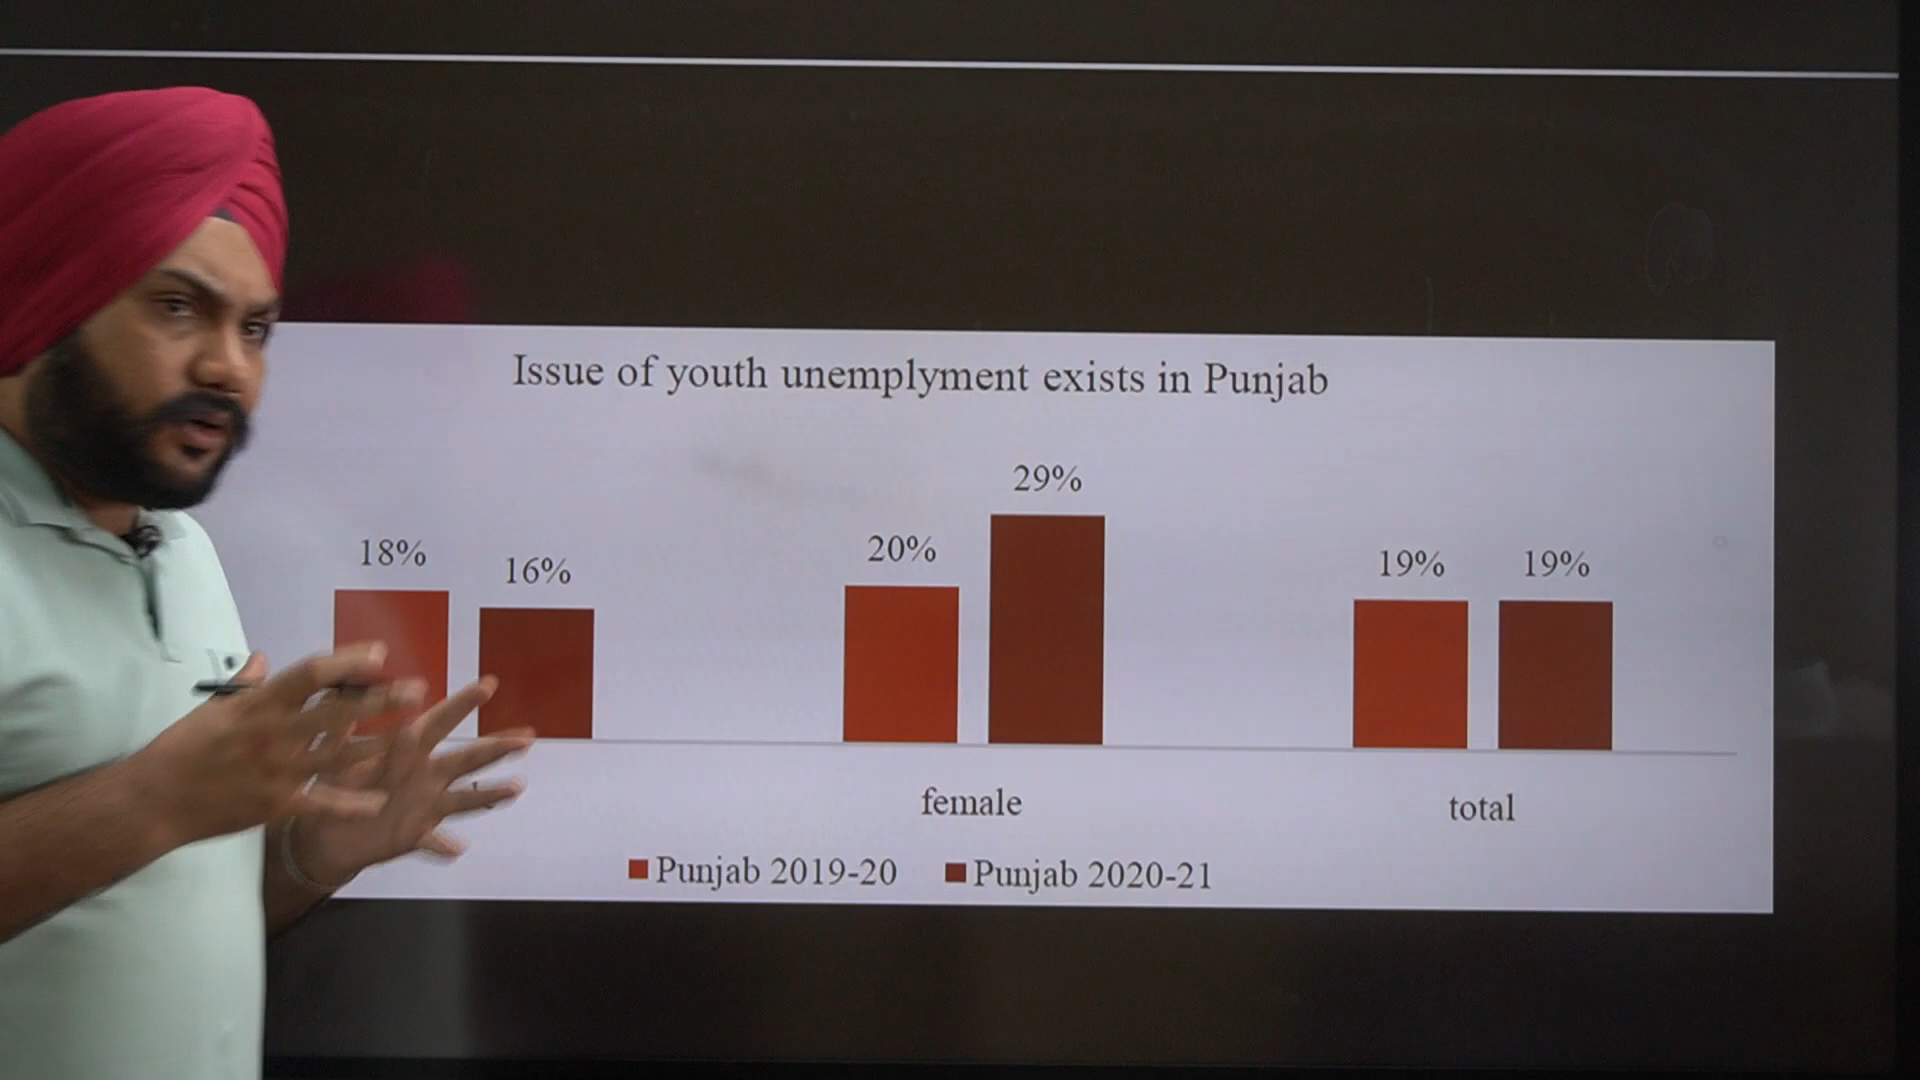 Issue of youth unemplyment exists in Punjab
29%
18%
16%
20%
19%
19%
female
total
Punjab 2019-20
Punjab 2020-21